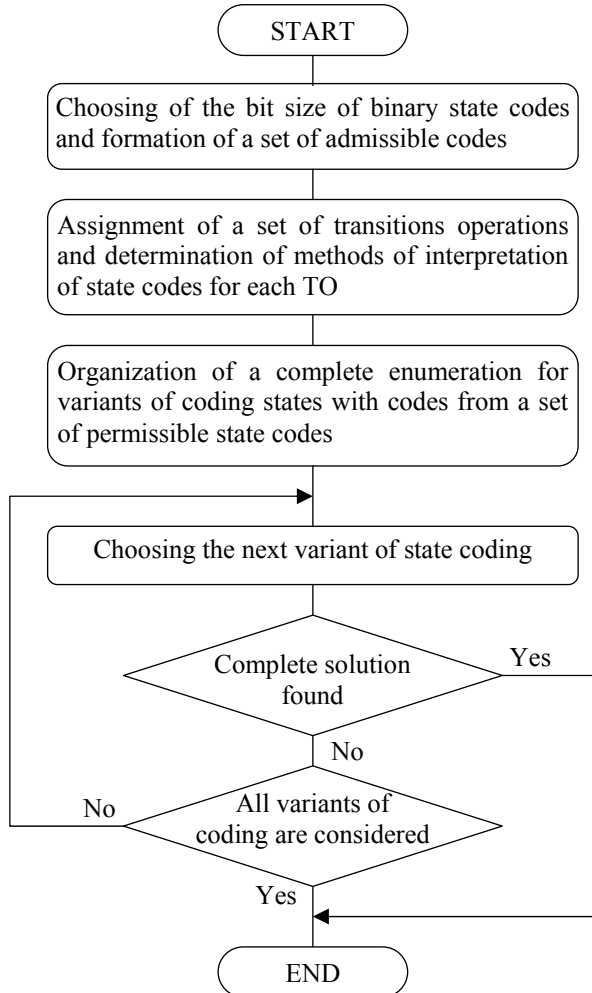 START
Choosing of the bit size of binary state codes
and formation of a set of admissible codes
Assignment of a set of transitions operations
and determination of methods of interpretation
of state codes for each TO
Organization of a complete enumeration for
variants of coding states with codes from a set
of permissible state codes
Choosing the next variant of state coding
Complete solution
found
Yes
No
All variants of
coding are considered
No
Yes
END